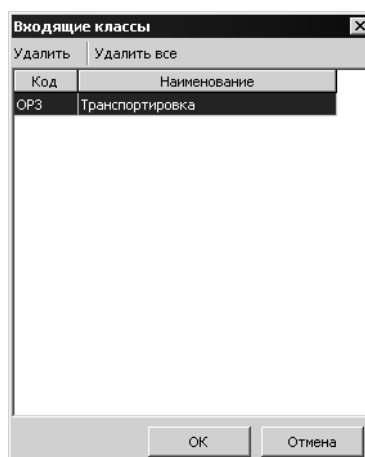 Входящие классы
Удалить Удалить все
Код Наименование
ОР3 Транспортировка
ОК Отмена